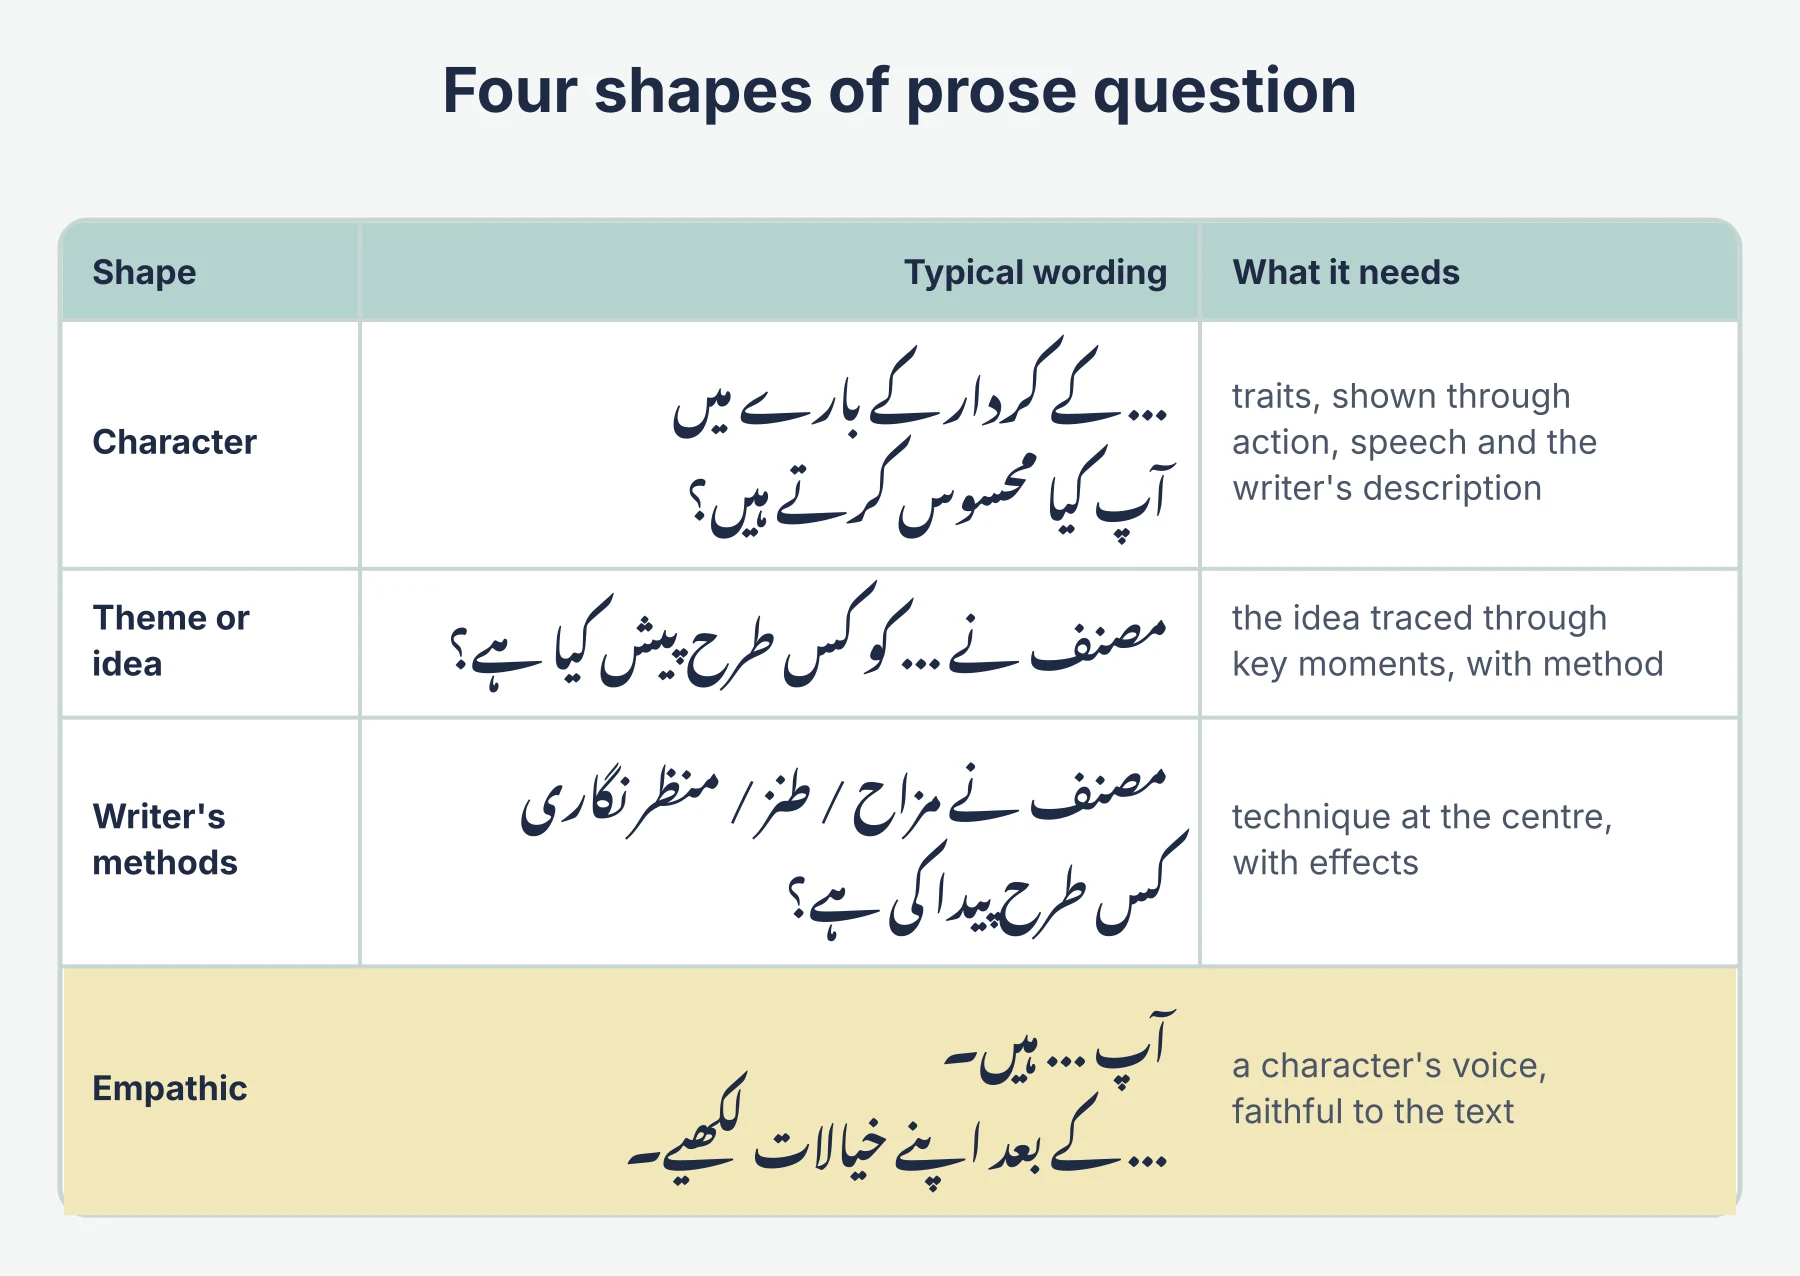 Four shapes of prose question
Shape
Typical wording
What it needs
Character
... کے کردار کے بارے میں
آپ کیا محسوس کرتے ہیں؟
traits, shown through
action, speech and the
writer's description
Theme or
idea
مصنف نے ... کو کس طرح پیش کیا ہے؟
the idea traced through
key moments, with method
Writer's
methods
مصنف نے مزاح / طنز / منظر نگاری
کس طرح پیدا کی ہے؟
technique at the centre,
with effects
Empathic
آپ ... ہیں۔
... کے بعد اپنے خیالات لکھیے۔
a character's voice,
faithful to the text